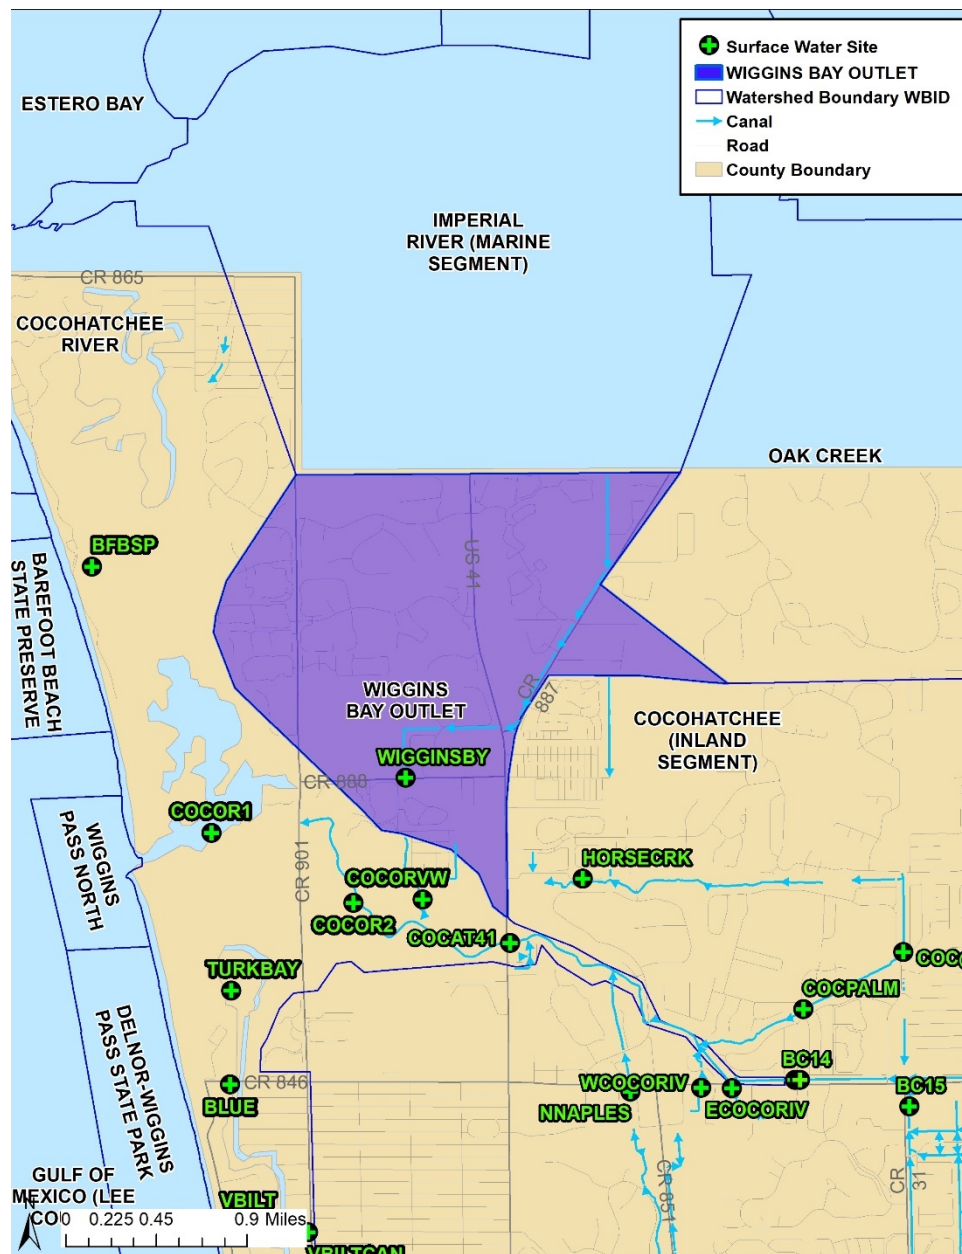 Surface Water Site
WIGGINS BAY OUTLET
Watershed Boundary WBID
Canal
Road
County Boundary
ESTERO BAY
IMPERIAL
RIVER (MARINE
SEGMENT)
CR 865
COCOHATCHEE
RIVER
OAK CREEK
BFBSP
US 41
BAREFOOT BEACH
STATE PRESERVE
CR
887
WIGGINS
BAY OUTLET
COCOHATCHEE
(INLAND
SEGMENT)
WIGGINSBY
CR 888
COCOR1
WIGGINS
PASS NORTH
CR 901
HORSECRK
COCORVW
COCOR2
COCAT41
TURKBAY
COCPALM
DELNOR-WIGGINS
PASS STATE PARK
BC14
CR 846
WCOCORIV
BC15
BLUE
NNAPLES
ECOCORIV
CR 851
CR
31
GULF OF
MEXICO (LEE
CO
VBILT
N
0 0.225 0.45 0.9 Miles
VBILTCAN